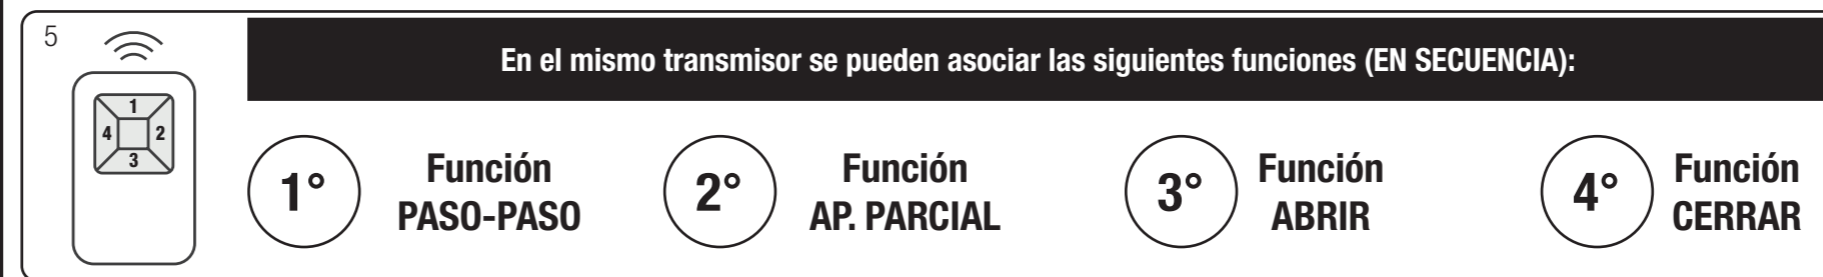 5
En el mismo transmisor se pueden asociar las siguientes funciones (EN SECUENCIA):
1
4 2
3
1° Función PASO-PASO
2° Función AP. PARCIAL
3° Función ABRIR
4° Función CERRAR